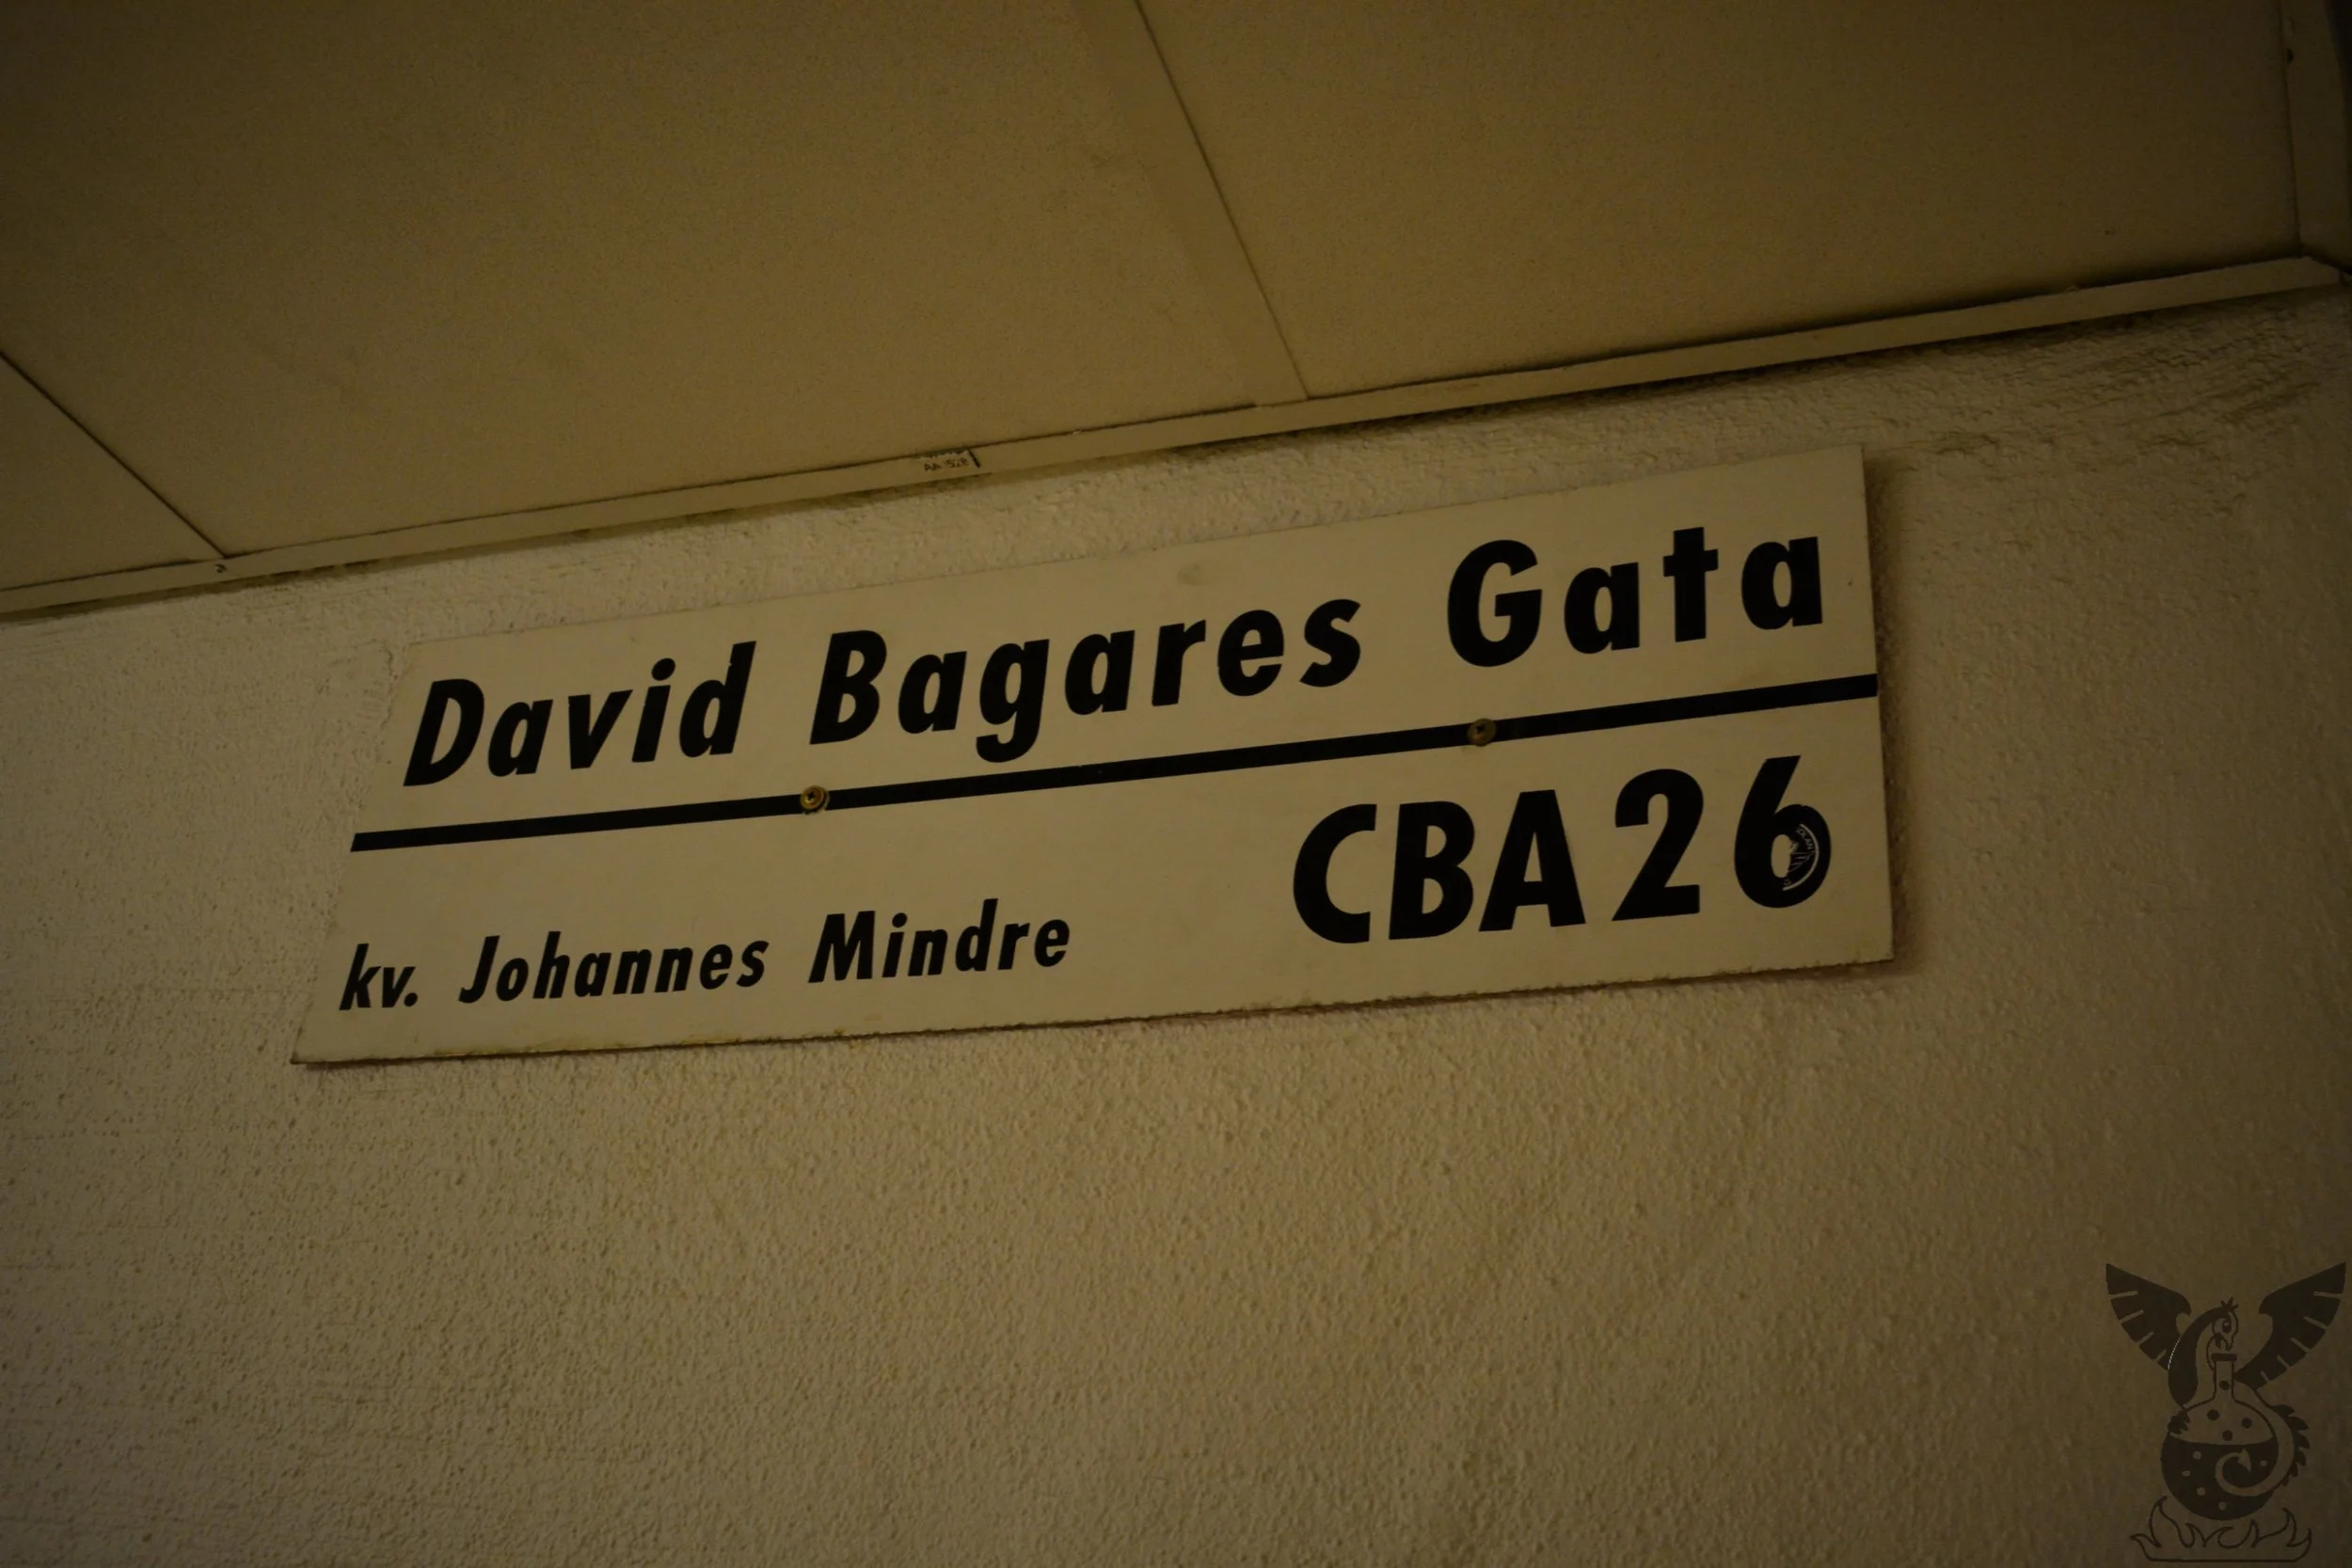 David Bagares Gata
kv. Johannes Mindre
CBA26